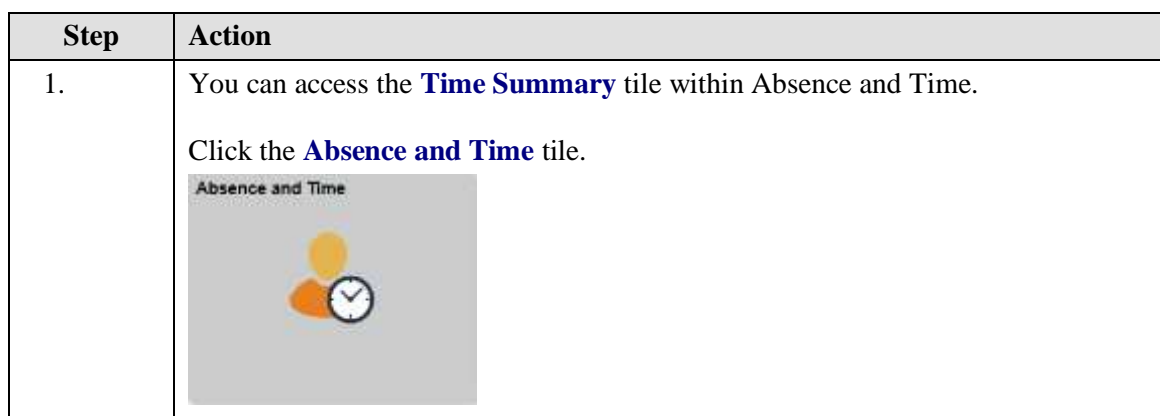 Step Action
1. You can access the Time Summary tile within Absence and Time.
Click the Absence and Time tile.
Absence and Time